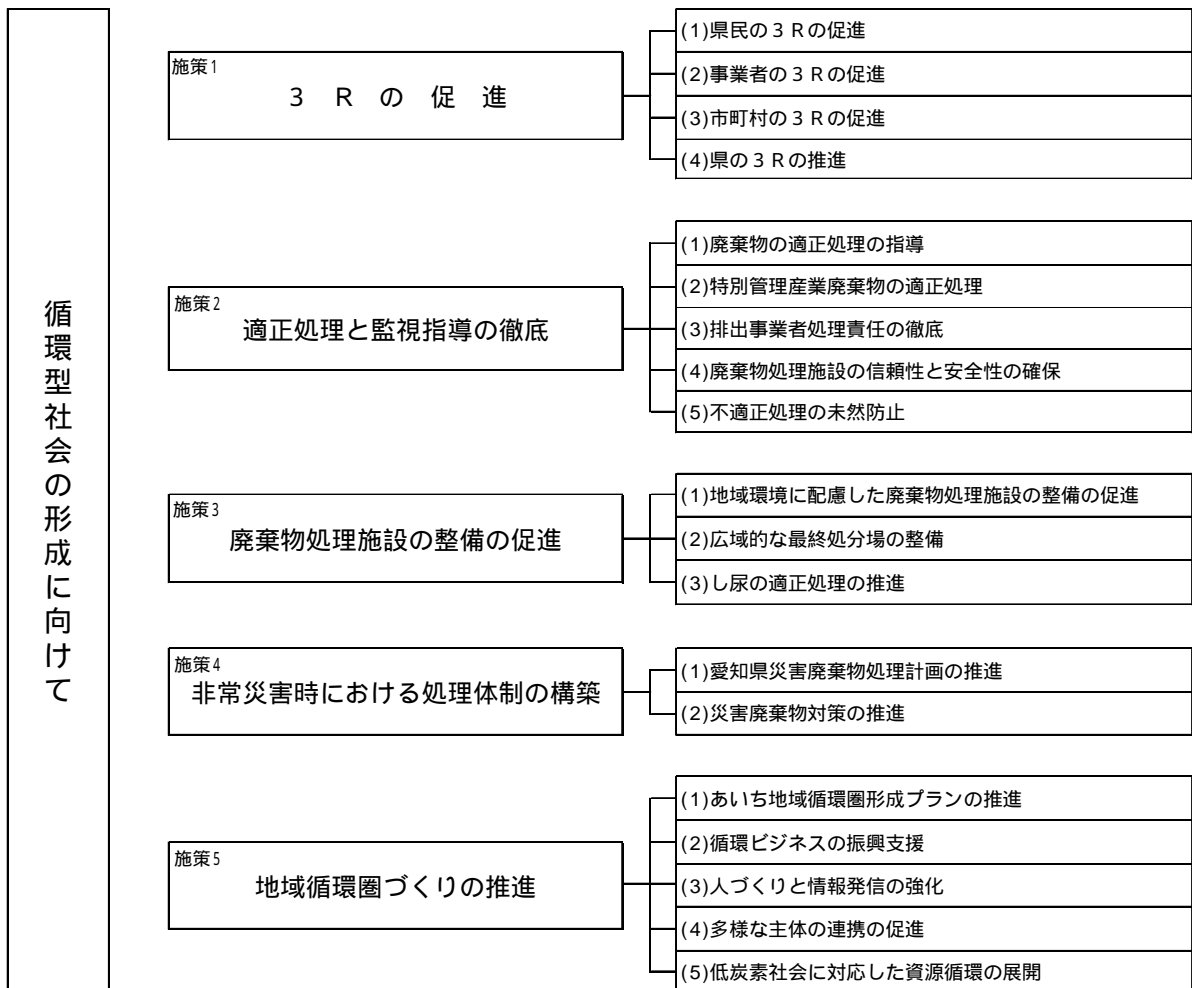 循環型社会の形成に向けて
施策1
3 R の 促 進
(1)県民の3Rの促進
(2)事業者の3Rの促進
(3)市町村の3Rの促進
(4)県の3Rの推進
施策2
適正処理と監視指導の徹底
(1)廃棄物の適正処理の指導
(2)特別管理産業廃棄物の適正処理
(3)排出事業者処理責任の徹底
(4)廃棄物処理施設の信頼性と安全性の確保
(5)不適正処理の未然防止
施策3
廃棄物処理施設の整備の促進
(1)地域環境に配慮した廃棄物処理施設の整備の促進
(2)広域的な最終処分場の整備
(3)し尿の適正処理の推進
施策4
非常災害時における処理体制の構築
(1)愛知県災害廃棄物処理計画の推進
(2)災害廃棄物対策の推進
施策5
地域循環圏づくりの推進
(1)あいち地域循環圏形成プランの推進
(2)循環ビジネスの振興支援
(3)人づくりと情報発信の強化
(4)多様な主体の連携の促進
(5)低炭素社会に対応した資源循環の展開